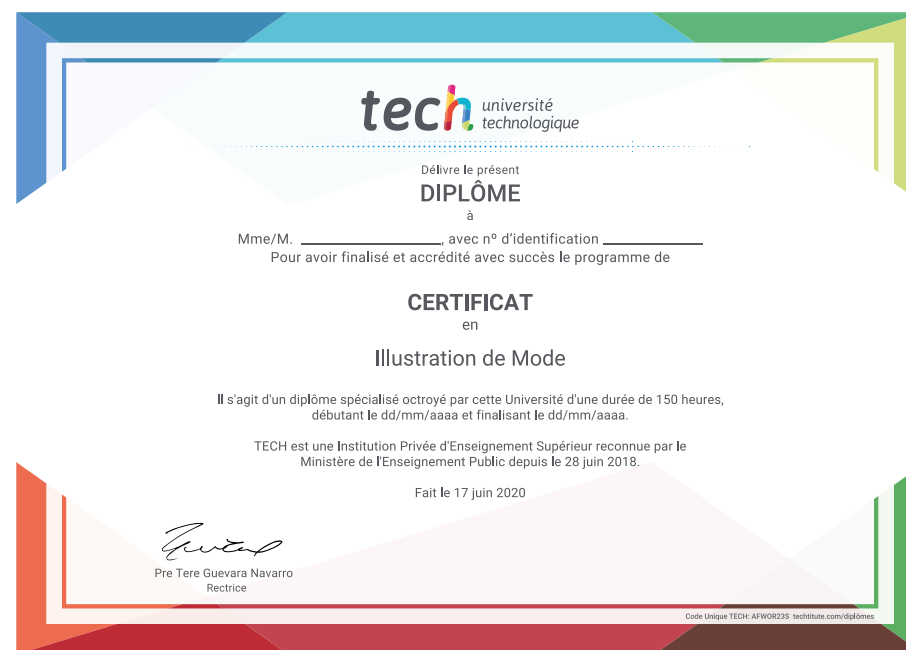 tech université
technologique
Délivre le présent
DIPLÔME
à
Mme/M. ____________________, avec nº d'identification ______________
Pour avoir finalisé et accrédité avec succès le programme de
CERTIFICAT
en
Illustration de Mode
Il s'agit d'un diplôme spécialisé octroyé par cette Université d'une durée de 150 heures,
débutant le dd/mm/aaaa et finalisant le dd/mm/aaaa.
TECH est une Institution Privée d'Enseignement Supérieur reconnue par le
Ministère de l'Enseignement Public depuis le 28 juin 2018.
Fait le 17 juin 2020
Pre Tere Guevara Navarro
Rectrice
Code Unique TECH: AFWOR23S techtitute.com/diplômes